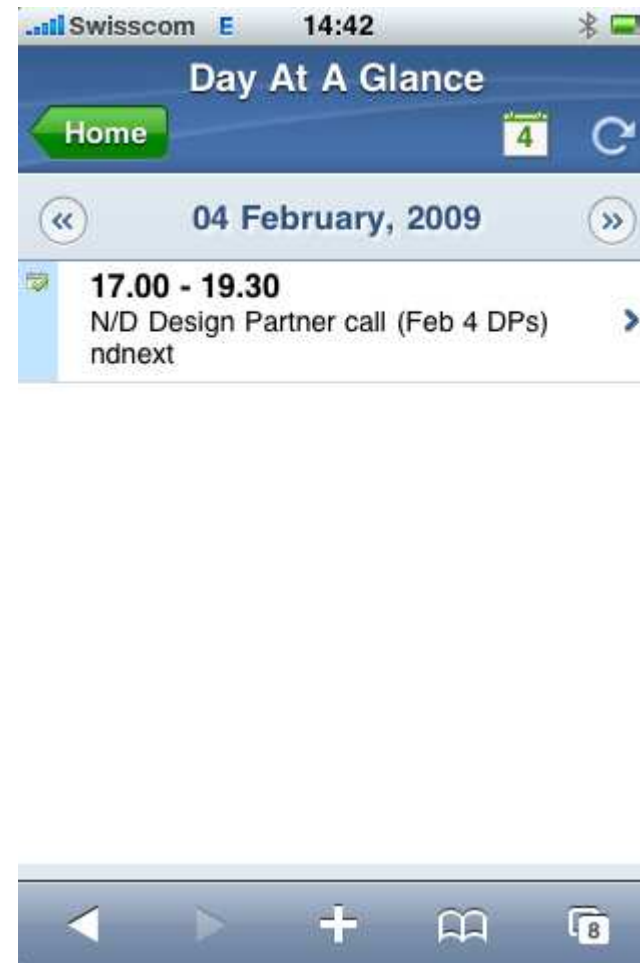 Swisscom E 14:42
Day At A Glance
Home 4
04 February, 2009
17.00 - 19.30
N/D Design Partner call (Feb 4 DPs)
ndnext
8